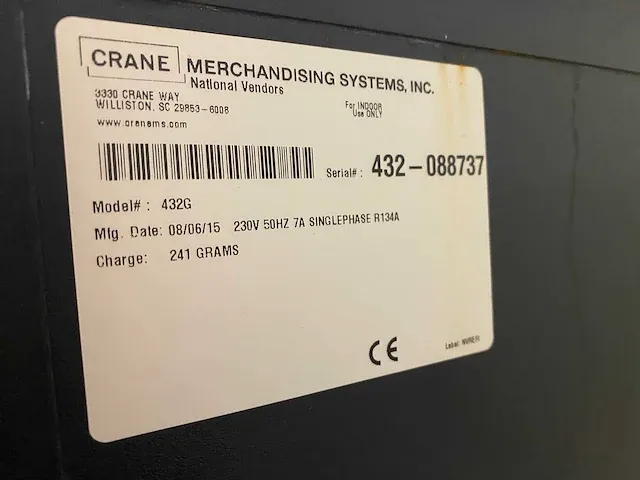 CRANE MERCHANDISING SYSTEMS, INC.
National Vendors
3330 CRANE WAY
WILLISTON, SC 29853-6008
www.cranems.com
For INDOOR
Use ONLY
Serial#: 432-088737
Model#: 432G
Mfg. Date: 08/06/15 230V 50HZ 7A SINGLEPHASE R134A
Charge: 241 GRAMS
CE
Label: